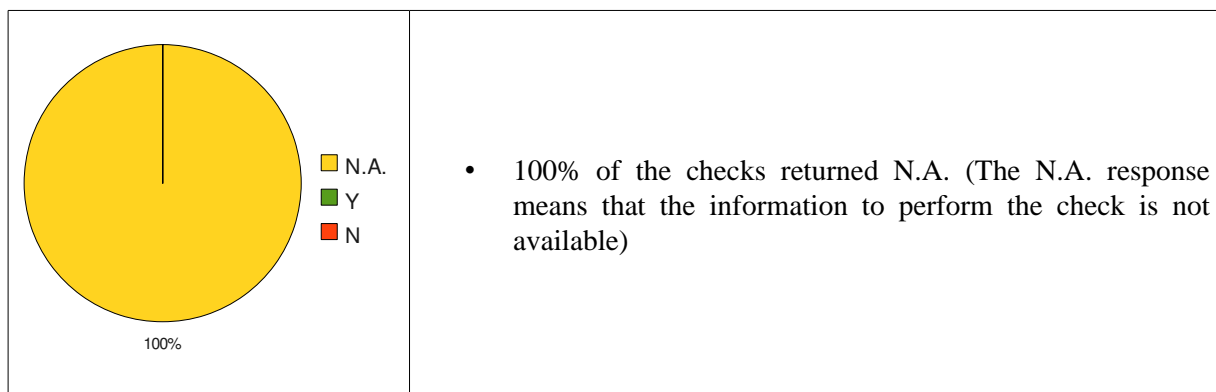 N.A.
Y
N
100%
• 100% of the checks returned N.A. (The N.A. response
means that the information to perform the check is not
available)